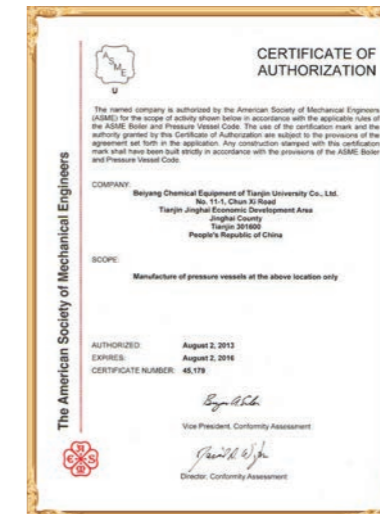 ASME
U
CERTIFICATE OF
AUTHORIZATION
The named company is authorized by the American Society of Mechanical Engineers
(ASME) for the scope of activity shown below in accordance with the applicable rules of
the ASME Boiler and Pressure Vessel Code. The use of the certification mark and the
authority granted by this Certificate of Authorization are subject to the provisions of the
agreement set forth in the application. Any construction stamped with this certification
mark shall have been built strictly in accordance with the provisions of the ASME Boiler
and Pressure Vessel Code.
COMPANY:
Beiyang Chemical Equipment of Tianjin University Co., Ltd.
No. 11-1, Chun Xi Road
Tianjin Jinghai Economic Development Area
Jinghai County
Tianjin 301600
People's Republic of China
SCOPE:
Manufacture of pressure vessels at the above location only
AUTHORIZED: August 2, 2013
EXPIRES: August 2, 2016
CERTIFICATE NUMBER: 45,179
Vice President, Conformity Assessment
Director, Conformity Assessment
The American Society of Mechanical Engineers